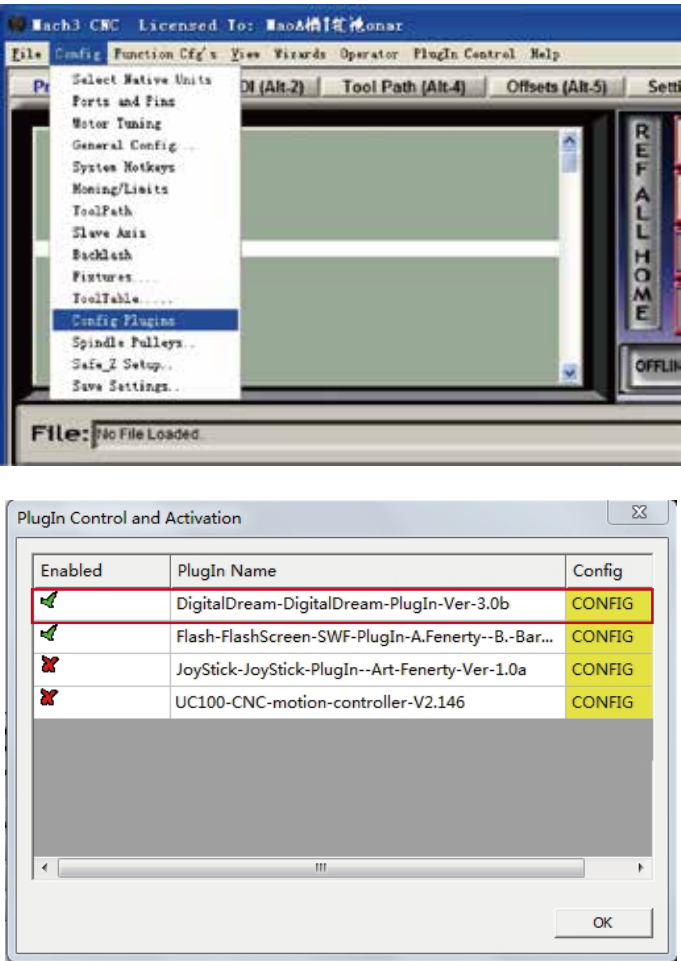 Mach3 CNC Licensed To:
File Config Function Cfg's View Wizards Operator PlugIn Control Help
DI (Alt-2) Tool Path (Alt-4) Offsets (Alt-5)
Select Native Units
Ports and Pins
Motor Tuning
General Config...
System Hotkeys
Homing/Limits
ToolPath
Slave Axis
Backlash
Fixtures....
ToolTable.....
Config Plugins
Spindle Pulleys..
Safe_Z Setup..
Save Settings..
REF ALL HOME
File: No File Loaded.
PlugIn Control and Activation
Enabled PlugIn Name Config
DigitalDream-DigitalDream-PlugIn-Ver-3.0b CONFIG
Flash-FlashScreen-SWF-PlugIn-A.Fenerty--B.-Bar... CONFIG
JoyStick-JoyStick-PlugIn--Art-Fenerty-Ver-1.0a CONFIG
UC100-CNC-motion-controller-V2.146 CONFIG
OK